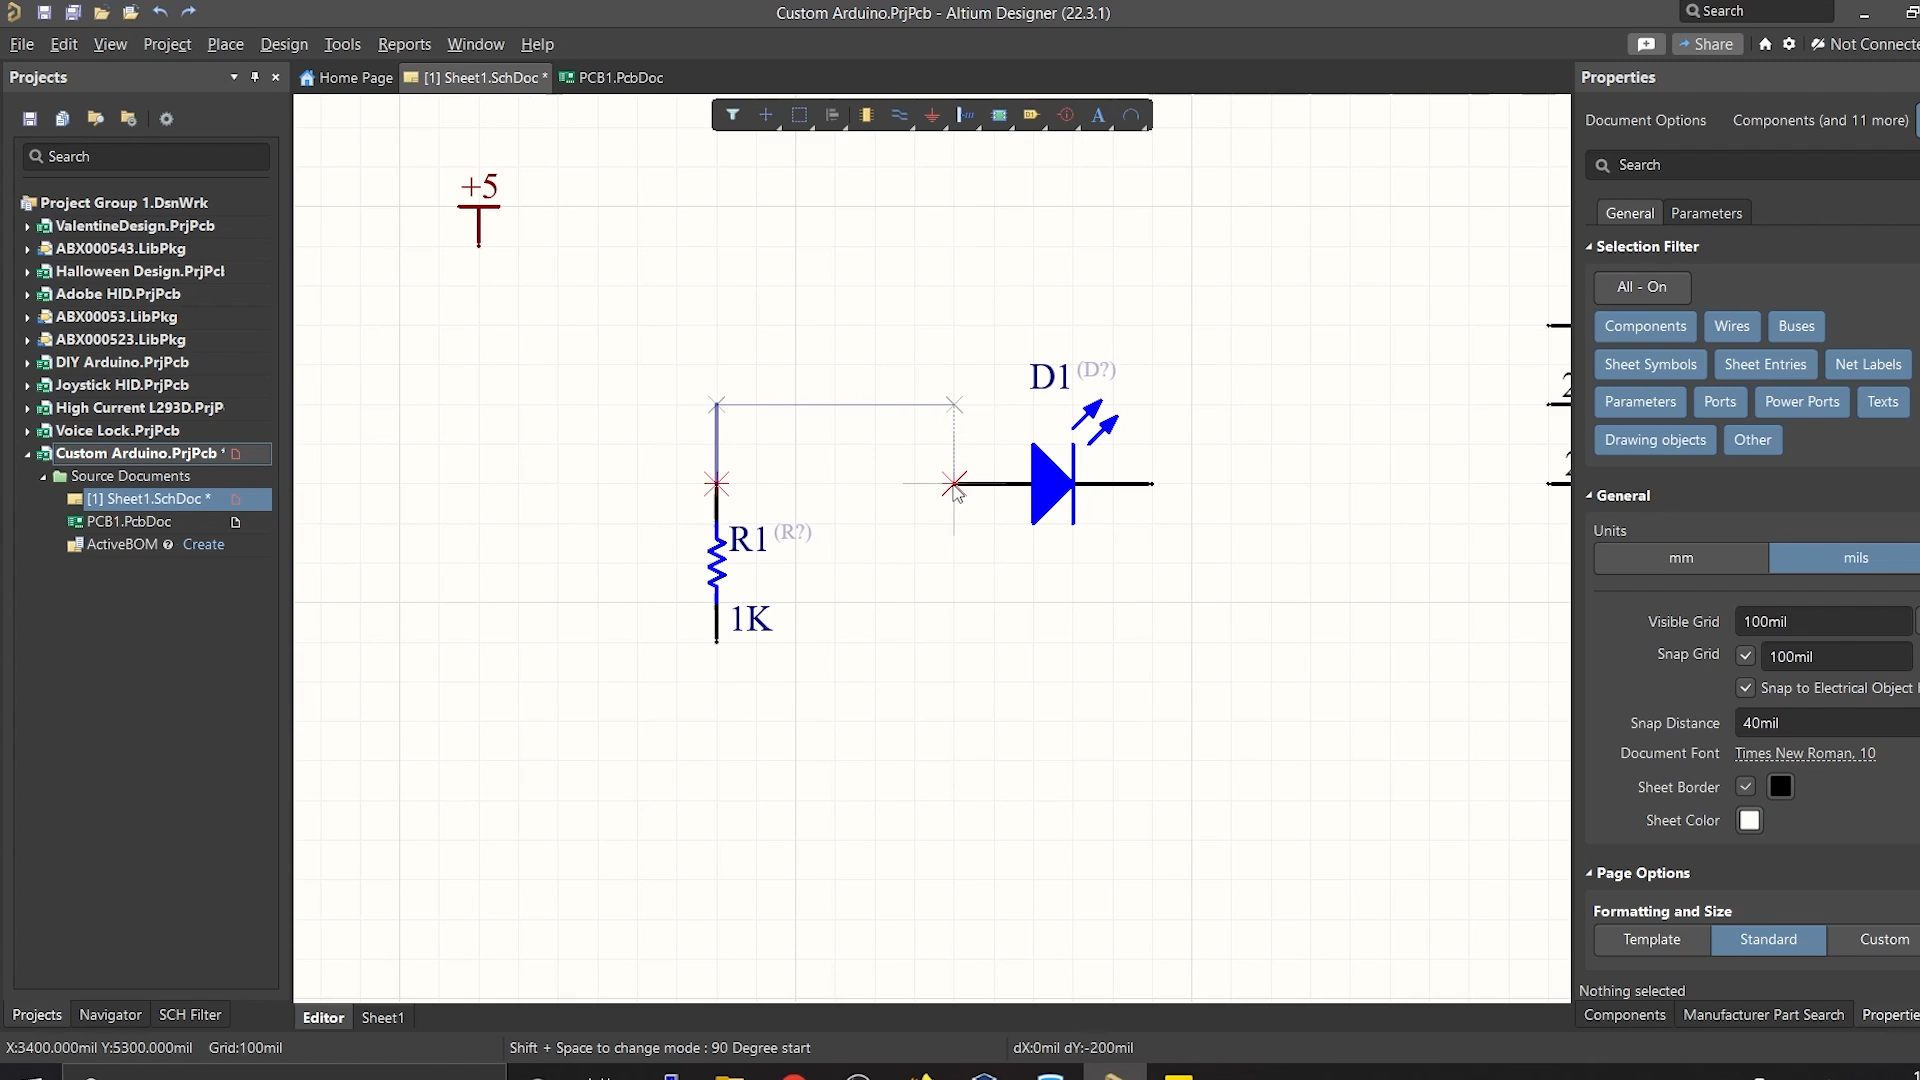 Custom Arduino.PrjPcb - Altium Designer (22.3.1)
Search
File Edit View Project Place Design Tools Reports Window Help
Share
Not Connecte
Projects
Home Page
[1] Sheet1.SchDoc *
PCB1.PcbDoc
Properties
Document Options
Components (and 11 more)
Search
Search
Project Group 1.DsnWrk
ValentineDesign.PrjPcb
ABX000543.LibPkg
Halloween Design.PrjPcl
Adobe HID.PrjPcb
ABX00053.LibPkg
ABX000523.LibPkg
DIY Arduino.PrjPcb
Joystick HID.PrjPcb
High Current L293D.PrjP
Voice Lock.PrjPcb
Custom Arduino.PrjPcb *
Source Documents
[1] Sheet1.SchDoc *
PCB1.PcbDoc
ActiveBOM Create
+5
D1 (D?)
R1 (R?)
1K
2
2
General Parameters
Selection Filter
All - On
Components Wires Buses
Sheet Symbols Sheet Entries Net Labels
Parameters Ports Power Ports Texts
Drawing objects Other
General
Units
mm mils
Visible Grid 100mil
Snap Grid 100mil
Snap to Electrical Object
Snap Distance 40mil
Document Font Times New Roman, 10
Sheet Border
Sheet Color
Page Options
Formatting and Size
Template Standard Custom
Nothing selected
Projects Navigator SCH Filter
Editor Sheet1
Components Manufacturer Part Search Propertie
X:3400.000mil Y:5300.000mil Grid:100mil
Shift + Space to change mode : 90 Degree start
dX:0mil dY:-200mil